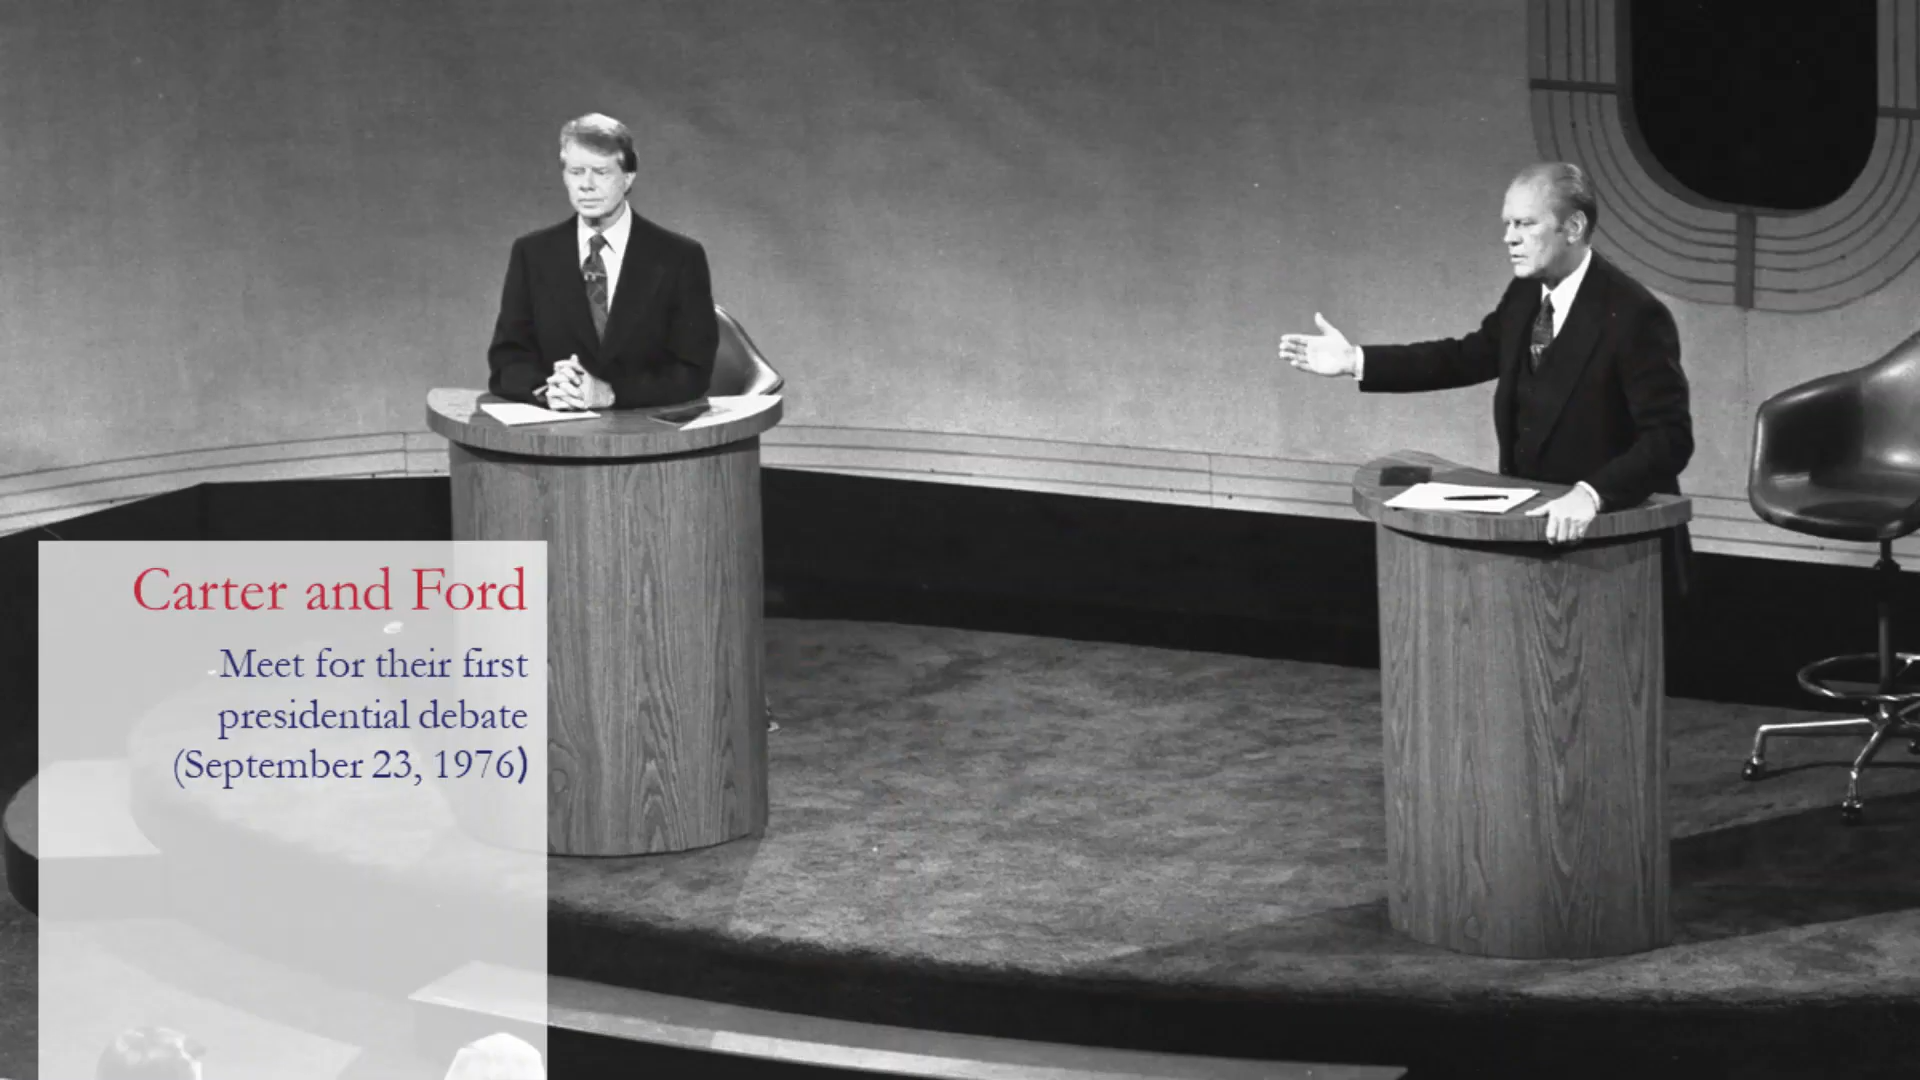 Carter and Ford
Meet for their first
presidential debate
(September 23, 1976)